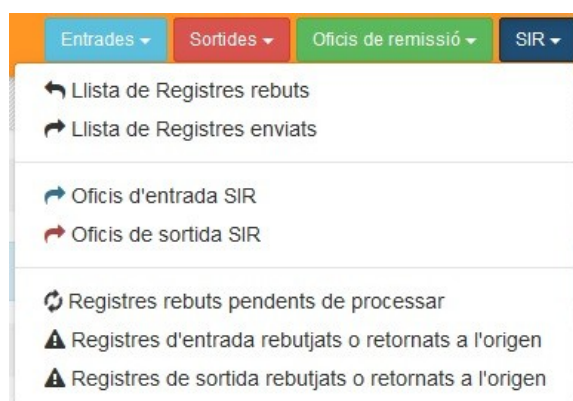 Entrades Sortides Oficis de remissió SIR
Llista de Registres rebuts
Llista de Registres enviats
Oficis d'entrada SIR
Oficis de sortida SIR
Registres rebuts pendents de processar
Registres d'entrada rebutjats o retornats a l'origen
Registres de sortida rebutjats o retornats a l'origen